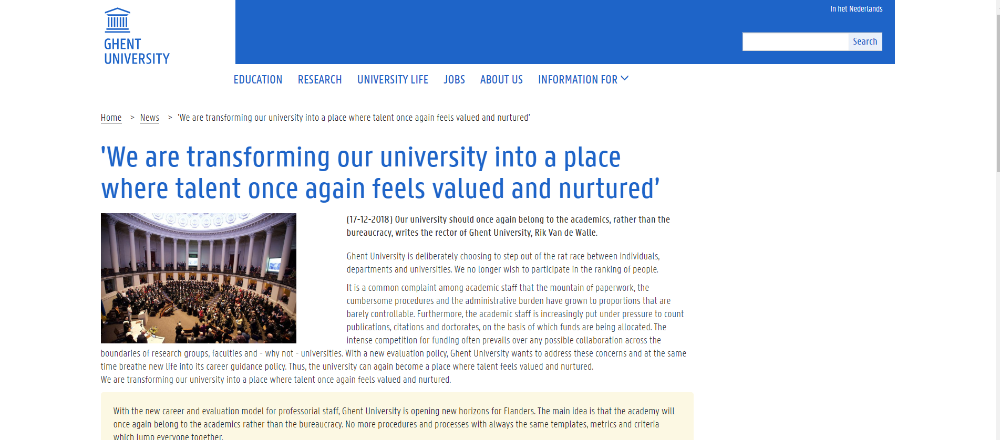 GHENT
UNIVERSITY
In het Nederlands
Search
EDUCATION RESEARCH UNIVERSITY LIFE JOBS ABOUT US INFORMATION FOR
Home > News > 'We are transforming our university into a place where talent once again feels valued and nurtured’
'We are transforming our university into a place
where talent once again feels valued and nurtured’
(17-12-2018) Our university should once again belong to the academics, rather than the
bureaucracy, writes the rector of Ghent University, Rik Van de Walle.
Ghent University is deliberately choosing to step out of the rat race between individuals,
departments and universities. We no longer wish to participate in the ranking of people.
It is a common complaint among academic staff that the mountain of paperwork, the
cumbersome procedures and the administrative burden have grown to proportions that are
barely controllable. Furthermore, the academic staff is increasingly put under pressure to count
publications, citations and doctorates, on the basis of which funds are being allocated. The
intense competition for funding often prevails over any possible collaboration across the
boundaries of research groups, faculties and - why not - universities. With a new evaluation policy, Ghent University wants to address these concerns and at the same
time breathe new life into its career guidance policy. Thus, the university can again become a place where talent feels valued and nurtured.
We are transforming our university into a place where talent once again feels valued and nurtured.
With the new career and evaluation model for professorial staff, Ghent University is opening new horizons for Flanders. The main idea is that the academy will
once again belong to the academics rather than the bureaucracy. No more procedures and processes with always the same templates, metrics and criteria
which lump everyone together.